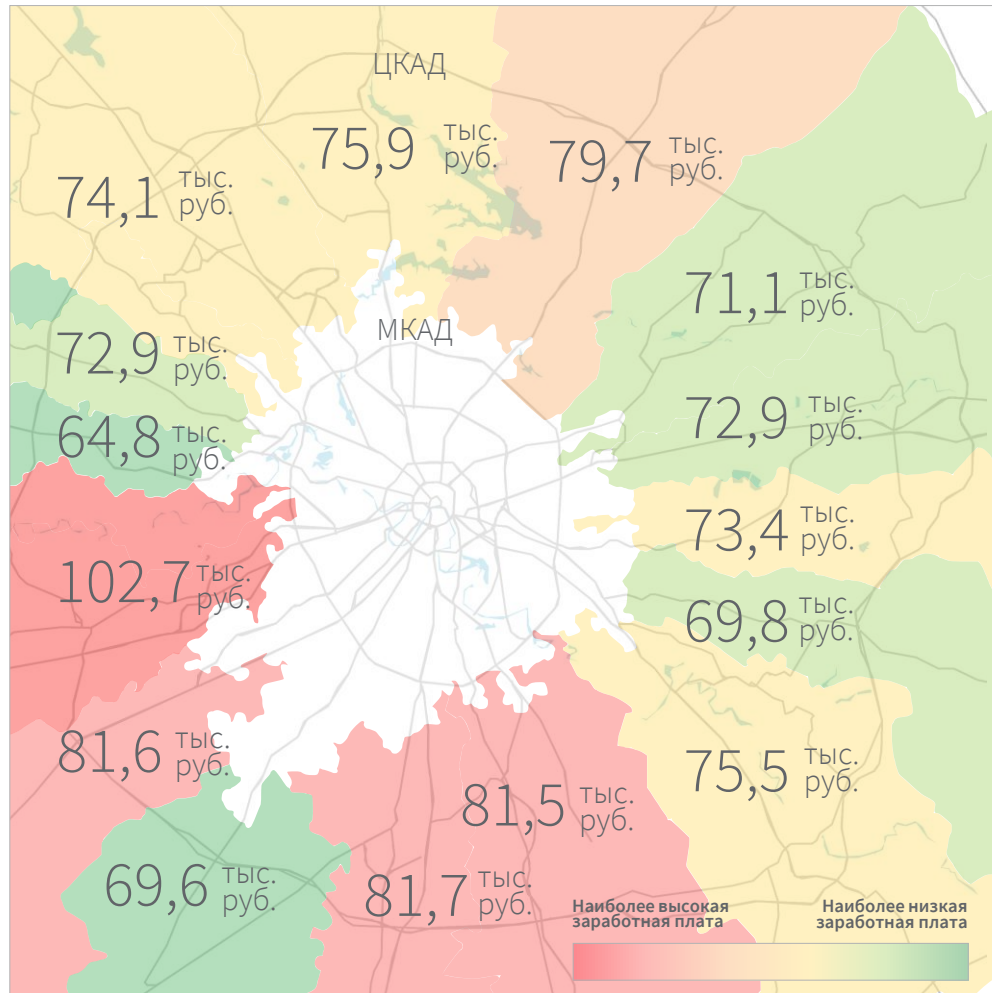 ЦКАД
75,9 тыс.
руб.
79,7 тыс.
руб.
74,1 тыс.
руб.
71,1 тыс.
руб.
МКАД
72,9 тыс.
руб.
72,9 тыс.
руб.
64,8 тыс.
руб.
73,4 тыс.
руб.
102,7 тыс.
руб.
69,8 тыс.
руб.
81,6 тыс.
руб.
75,5 тыс.
руб.
81,5 тыс.
руб.
69,6 тыс.
руб.
81,7 тыс.
руб.
Наиболее высокая
заработная плата
Наиболее низкая
заработная плата